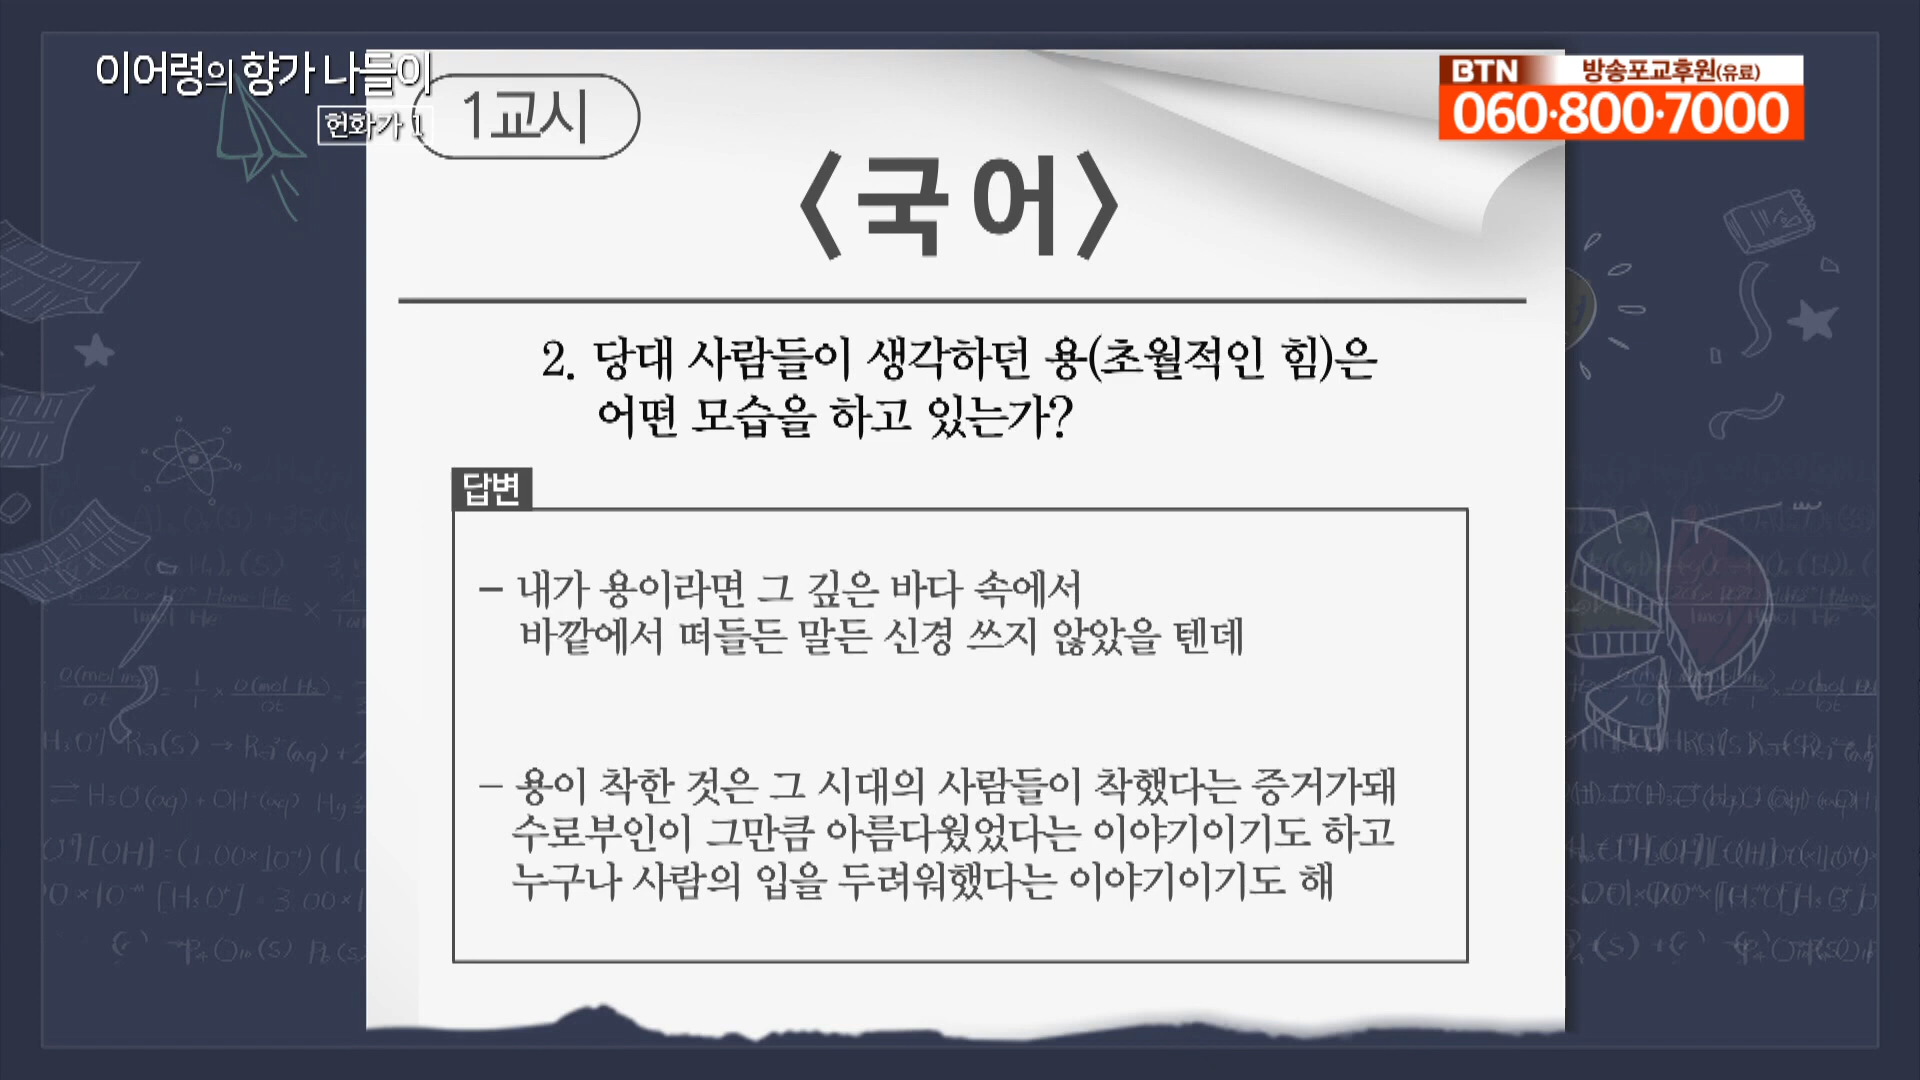 이어령의 향가 나들이
헌화가 1
BTN 방송포교후원(유료)
060·800·7000
1교시
<국어>
2. 당대 사람들이 생각하던 용(초월적인 힘)은
어떤 모습을 하고 있는가?
답변
– 내가 용이라면 그 깊은 바다 속에서
바깥에서 떠들든 말든 신경 쓰지 않았을 텐데
– 용이 착한 것은 그 시대의 사람들이 착했다는 증거가돼
수로부인이 그만큼 아름다웠었다는 이야기이기도 하고
누구나 사람의 입을 두려워했다는 이야기이기도 해